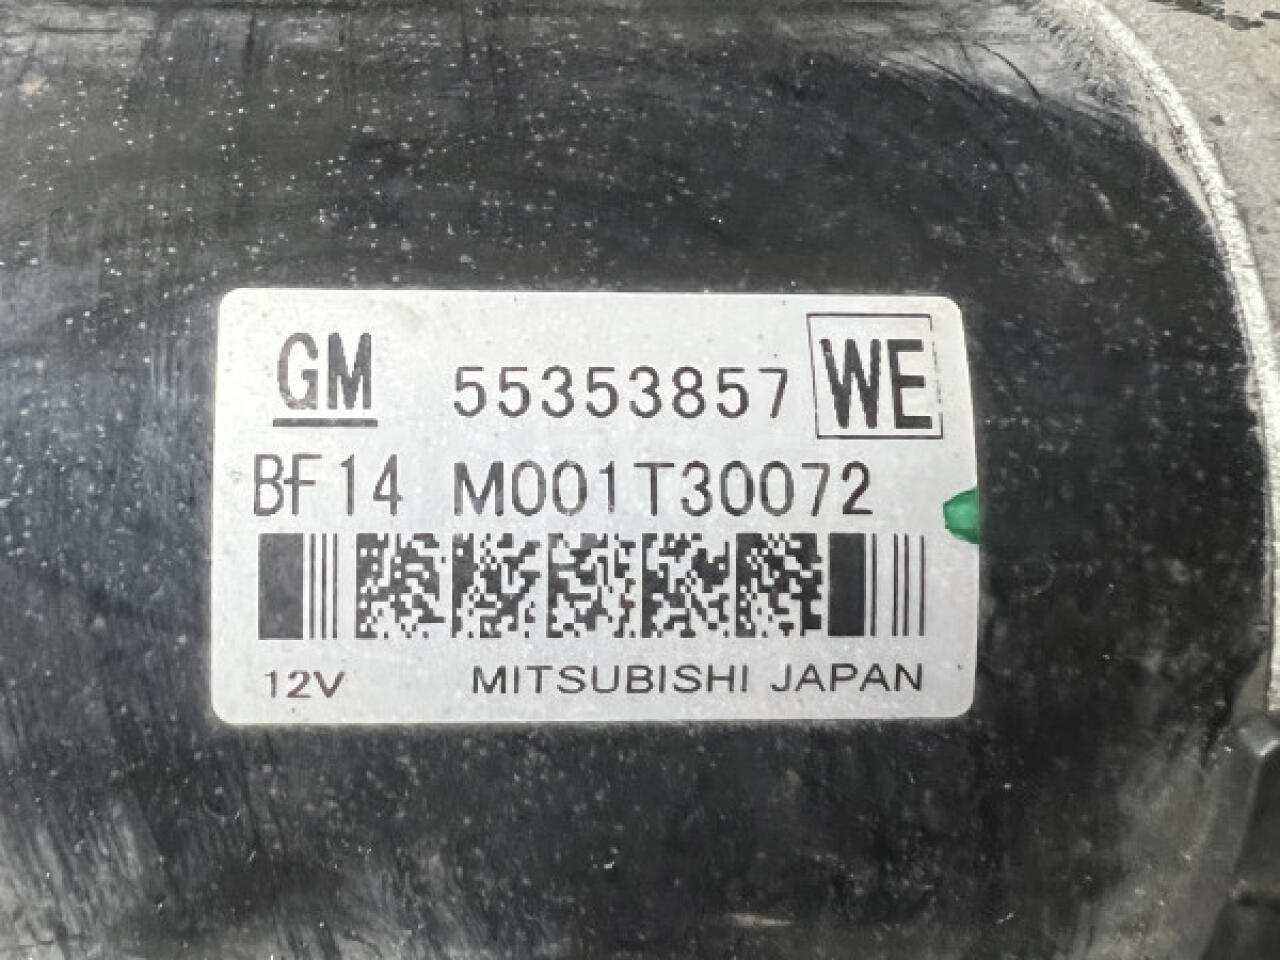 GM 55353857 WE
BF14 M001T30072
12V MITSUBISHI JAPAN